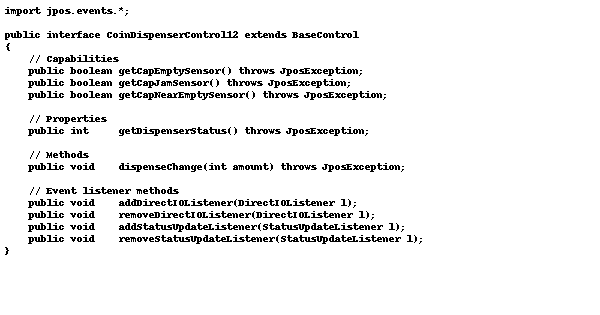 import jpos.events.*;
public interface CoinDispenserControl12 extends BaseControl
{
// Capabilities
public boolean getCapEmptySensor() throws JposException;
public boolean getCapJamSensor() throws JposException;
public boolean getCapNearEmptySensor() throws JposException;
// Properties
public int getDispenserStatus() throws JposException;
// Methods
public void dispenseChange(int amount) throws JposException;
// Event listener methods
public void addDirectIOListener(DirectIOListener l);
public void removeDirectIOListener(DirectIOListener l);
public void addStatusUpdateListener(StatusUpdateListener l);
public void removeStatusUpdateListener(StatusUpdateListener l);
}